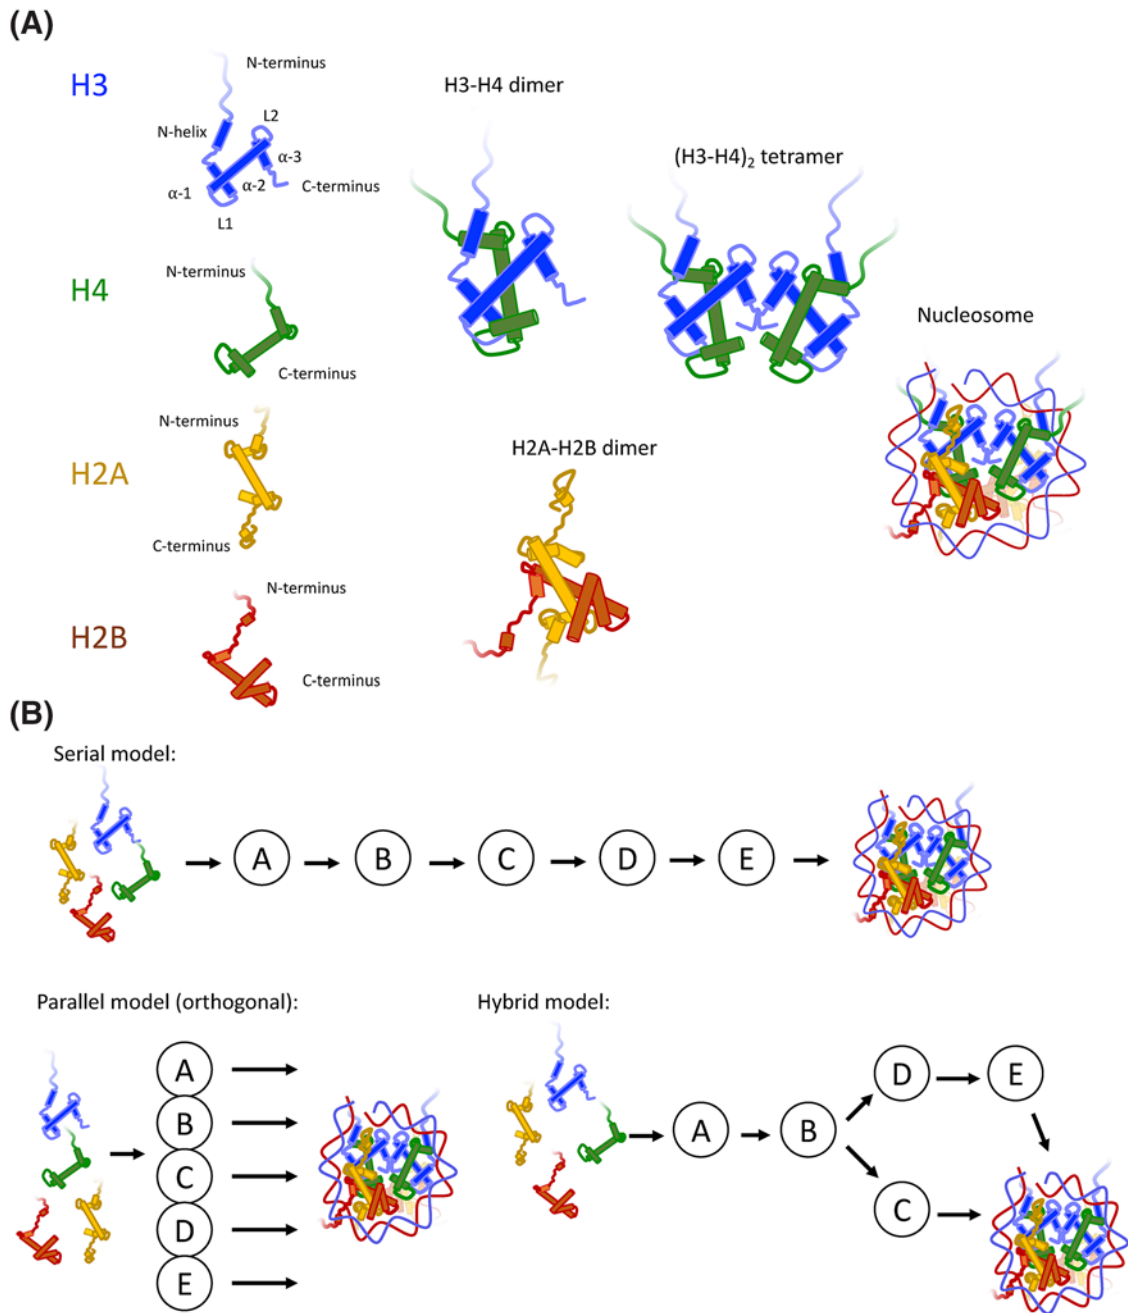 (A)
H3
N-terminus
N-helix
L2
α-3
α-2
α-1
C-terminus
L1
H3-H4 dimer
(H3-H4)2 tetramer
H4
N-terminus
C-terminus
Nucleosome
H2A
N-terminus
C-terminus
H2A-H2B dimer
H2B
N-terminus
C-terminus
(B)
Serial model:
A
B
C
D
E
Parallel model (orthogonal):
A
B
C
D
E
Hybrid model:
A
B
D
E
C